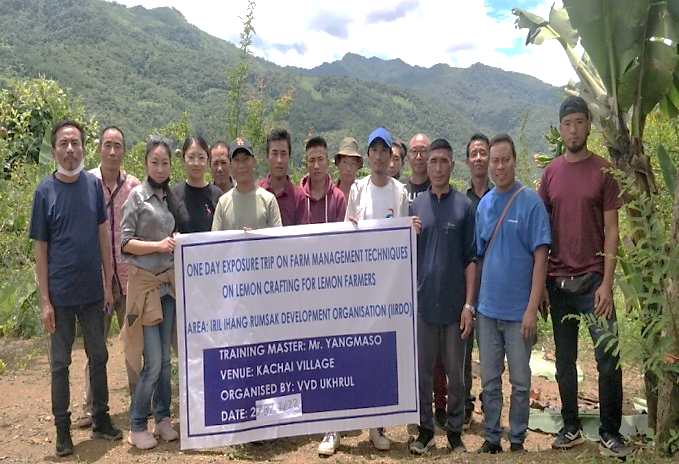 ONE DAY EXPOSURE TRIP ON FARM MANAGEMENT TECHNIQUES
ON LEMON CRAFTING FOR LEMON FARMERS
AREA: IRIL IHANG RUMSAK DEVELOPMENT ORGANISATION (IIRDO)
TRAINING MASTER: Mr. YANGMASO
VENUE: KACHAI VILLAGE
ORGANISED BY: VVD UKHRUL
DATE: